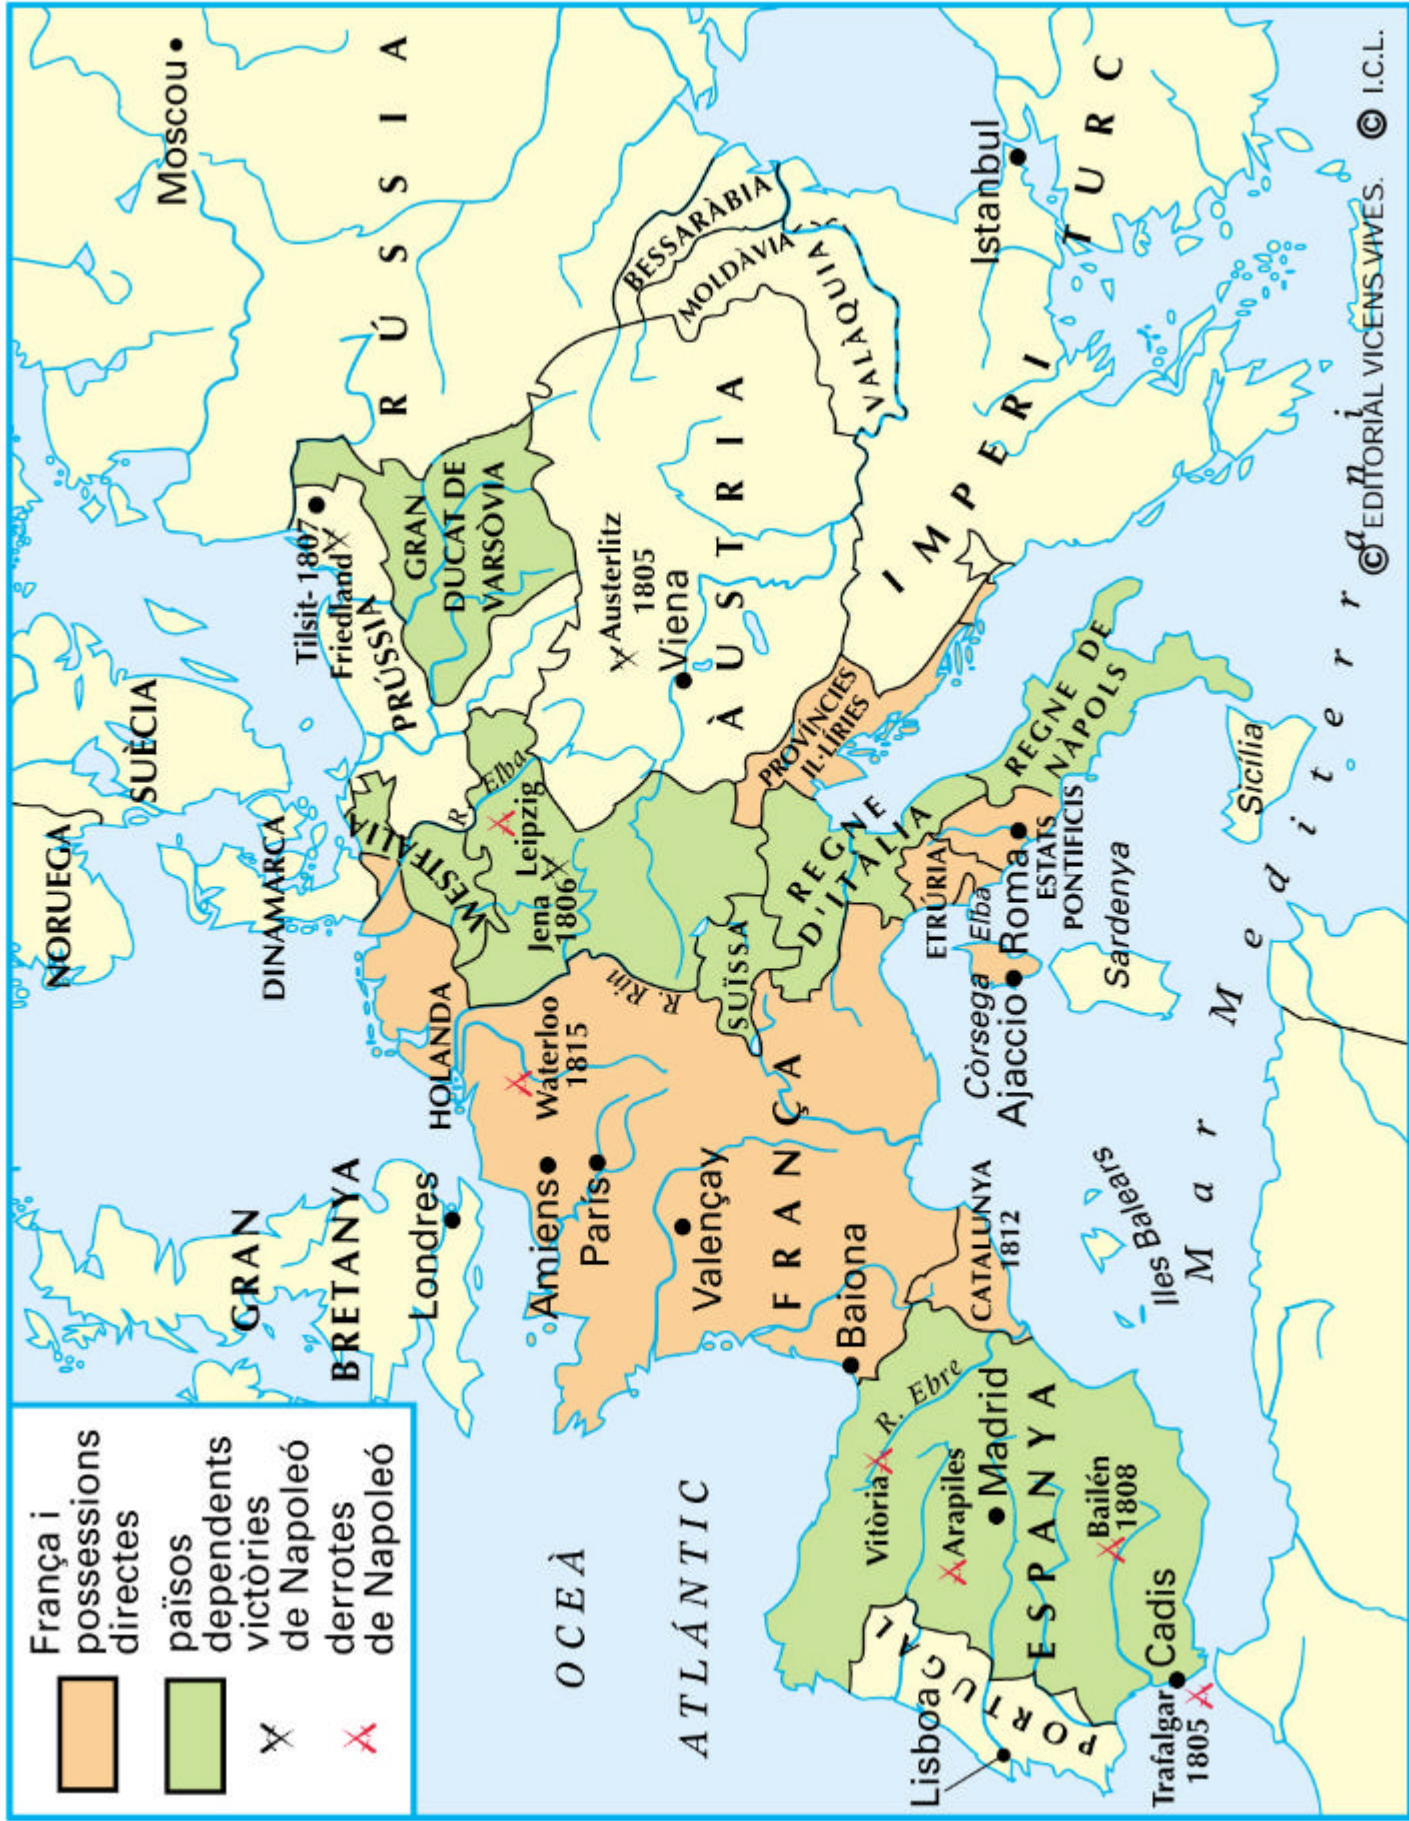 França i
possessions
directes
països
dependents
victòries
de Napoleó
derrotes
de Napoleó
NORUEGA
SUÈCIA
DINAMARCA
GRAN
BRETANYA
Londres
HOLANDA
WESTFÀLIA
R. Elba
Leipzig
Jena
1806
PRÚSSIA
Tilsit- 1807
Friedland
GRAN
DUCAT DE
VARSÒVIA
RÚSSIA
Moscou
Waterloo
1815
R. Rin
Amiens
París
Valençay
FRANÇA
Baiona
SUÏSSA
Austerlitz
1805
Viena
ÀUSTRIA
BESSARÀBIA
MOLDÀVIA
VALÀQUIA
PROVÍNCIES
IL·LÍRIES
REGNE
D'ITÀLIA
ETRÚRIA
Elba
Còrsega
Ajaccio
Roma
ESTATS
PONTIFICIS
REGNE DE
NÀPOLS
Sardenya
Sicília
IMPERI
TURC
Istanbul
OCEÀ
ATLÁNTIC
CATALUNYA
1812
R. Ebre
Vitòria
Arapiles
Madrid
ESPANYA
Bailén
1808
PORTUGAL
Lisboa
Cadis
Trafalgar
1805
Iles Balears
Mar Mediterrani
© EDITORIAL VICENS VIVES. © I.C.L.